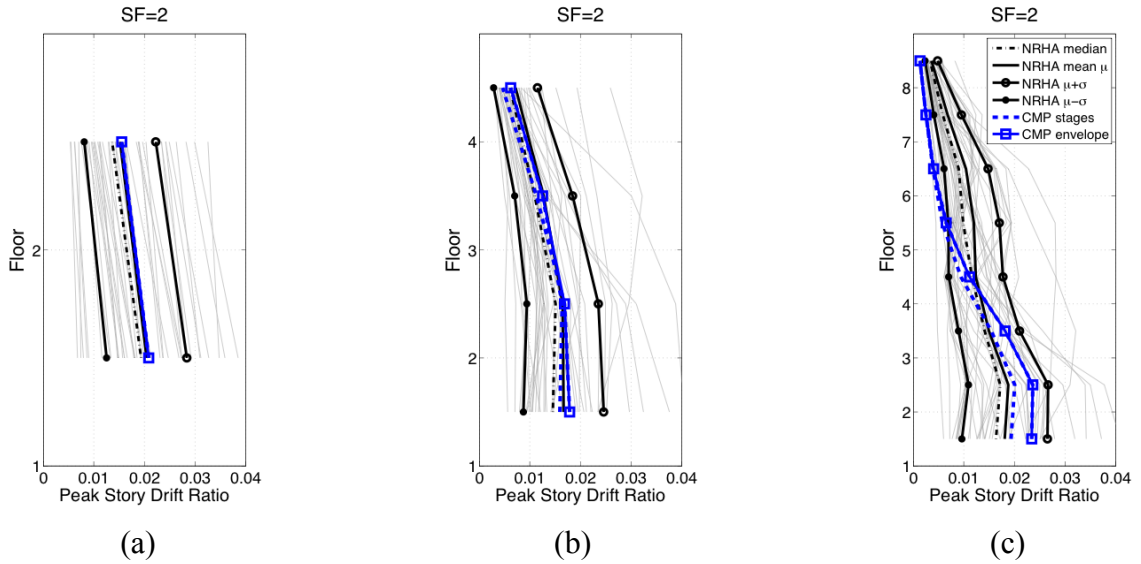 SF=2
Floor
2
1
0
0.01
0.02
0.03
0.04
Peak Story Drift Ratio
(a)
SF=2
Floor
4
3
2
1
0
0.01
0.02
0.03
0.04
Peak Story Drift Ratio
(b)
SF=2
NRHA median
NRHA mean μ
NRHA μ+σ
NRHA μ−σ
CMP stages
CMP envelope
Floor
8
7
6
5
4
3
2
1
0
0.01
0.02
0.03
0.04
Peak Story Drift Ratio
(c)